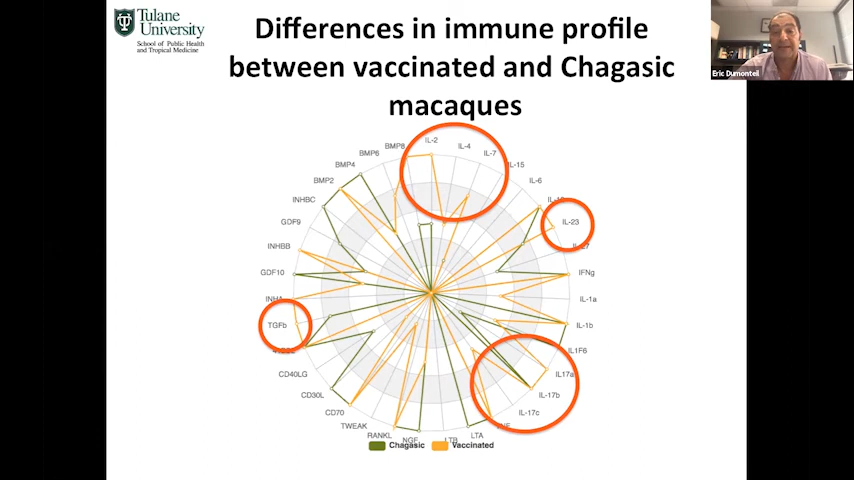 Tulane
University
School of Public Health
and Tropical Medicine
Differences in immune profile
between vaccinated and Chagasic
macaques
Eric Dumonteil
IL-2
IL-4
IL-7
IL-15
IL-6
IL-23
IFNg
IL-1a
IL-1b
IL1F6
IL17a
IL-17b
IL-17c
LTA
LTB
NGF
RANKL
TWEAK
CD70
CD30L
CD40LG
TGFb
INHA
GDF10
INHBB
GDF9
INHBC
BMP2
BMP4
BMP6
BMP8
Chagasic
Vaccinated